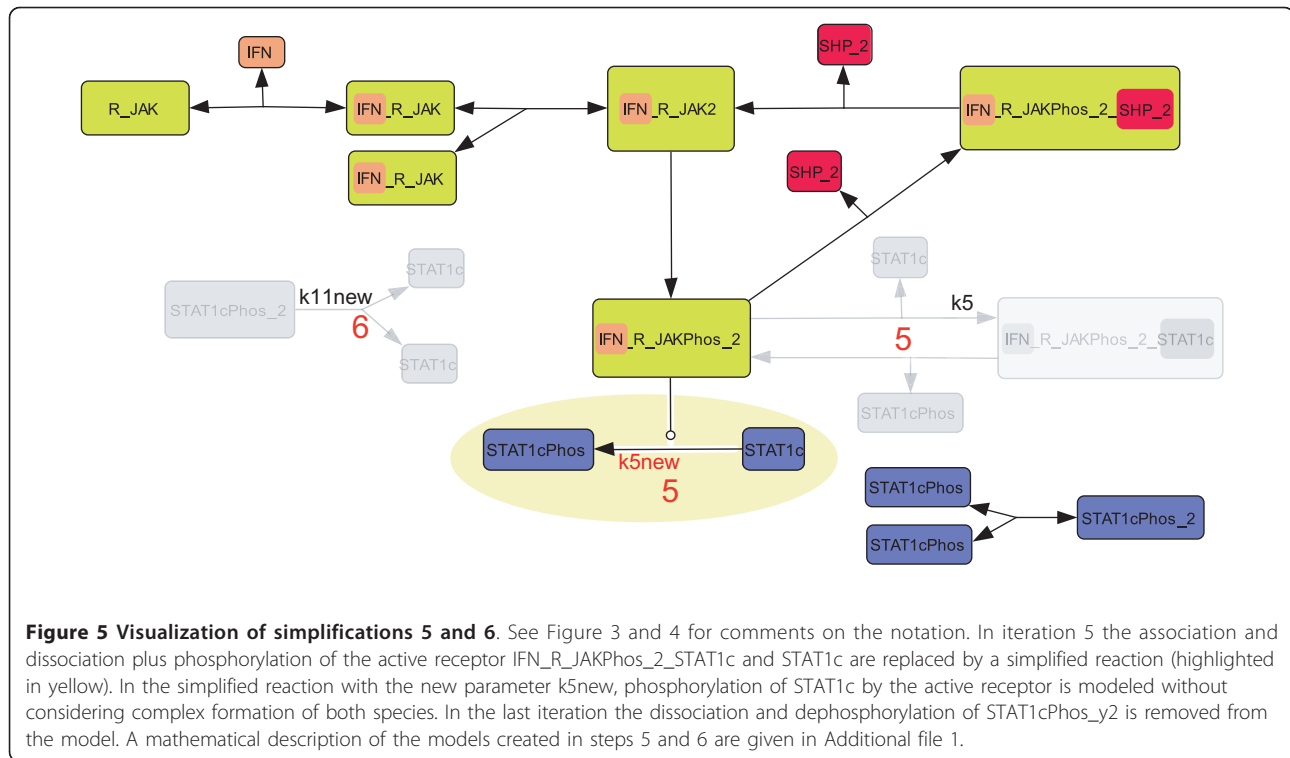 IFN
SHP_2
R_JAK
IFN_R_JAK
IFN_R_JAK2
IFN_R_JAKPhos_2_SHP_2
IFN_R_JAK
SHP_2
STAT1c
STAT1c
k11new
STAT1cPhos_2
6
STAT1c
k5
IFN_R_JAKPhos_2
5
IFN_R_JAKPhos_2_STAT1c
STAT1cPhos
STAT1cPhos
STAT1c
k5new
5
STAT1cPhos
STAT1cPhos_2
STAT1cPhos
Figure 5 Visualization of simplifications 5 and 6. See Figure 3 and 4 for comments on the notation. In iteration 5 the association and
dissociation plus phosphorylation of the active receptor IFN_R_JAKPhos_2_STAT1c and STAT1c are replaced by a simplified reaction (highlighted
in yellow). In the simplified reaction with the new parameter k5new, phosphorylation of STAT1c by the active receptor is modeled without
considering complex formation of both species. In the last iteration the dissociation and dephosphorylation of STAT1cPhos_y2 is removed from
the model. A mathematical description of the models created in steps 5 and 6 are given in Additional file 1.